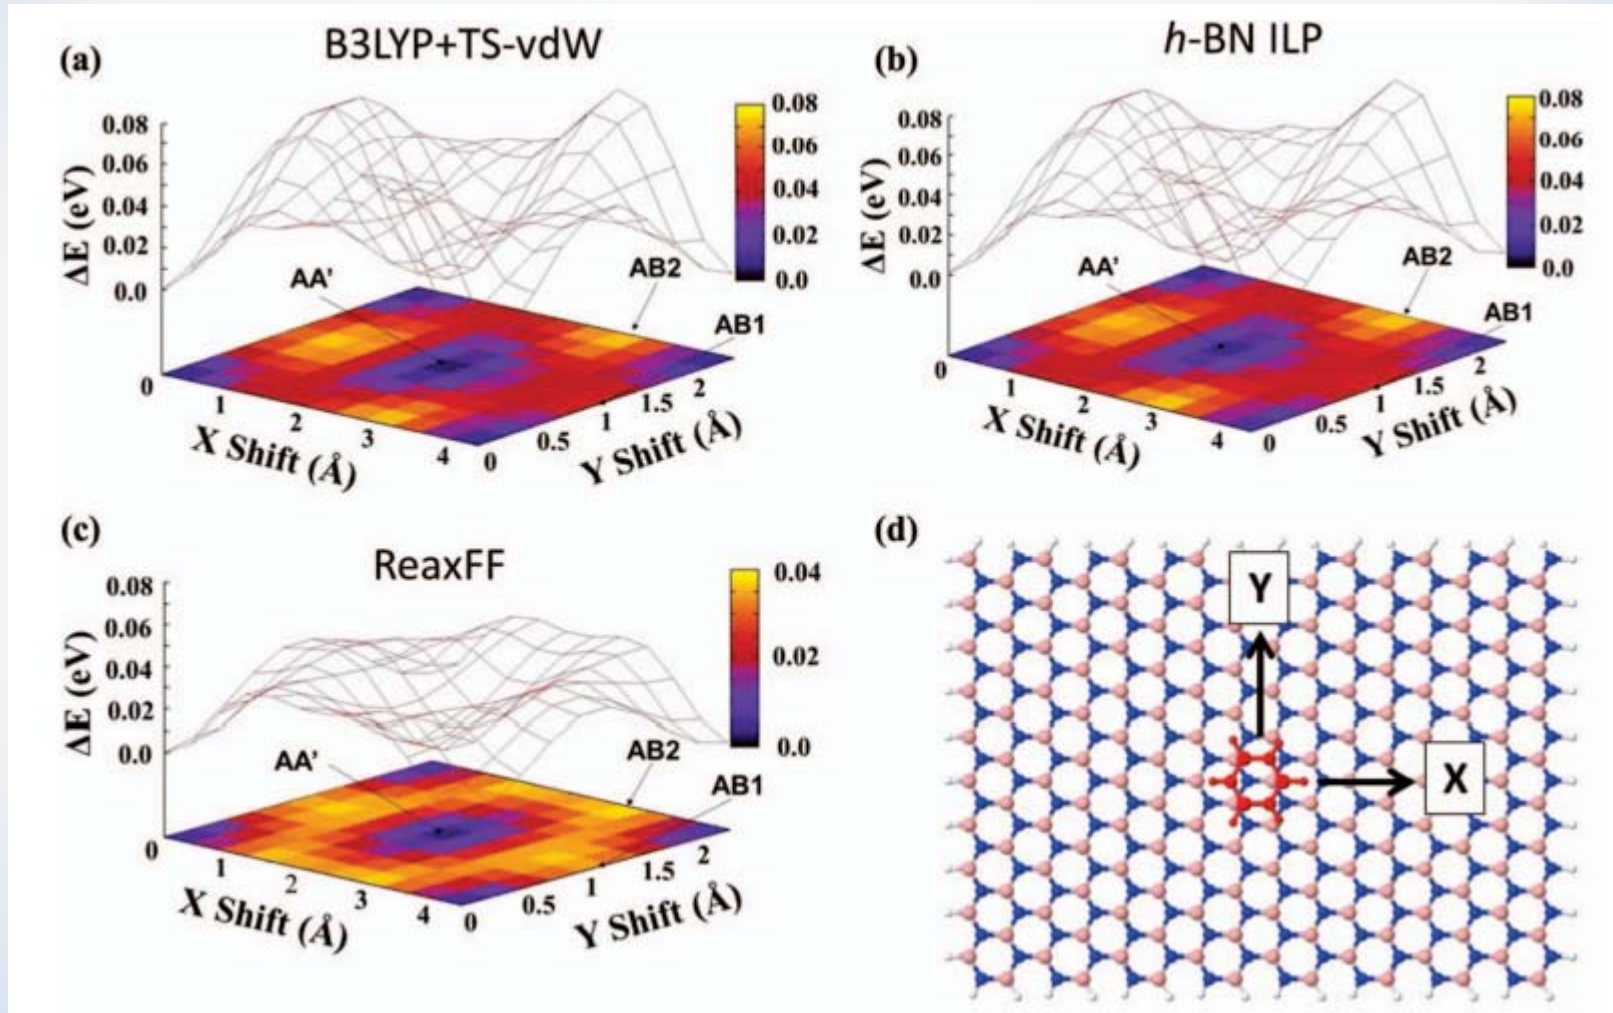 (a)
B3LYP+TS-vdW
0.08
0.06
0.04
0.02
0.0
ΔE (eV)
0.08
0.06
0.04
0.02
0.0
AA'
AB2
AB1
0
1
2
3
4
X Shift (Å)
0
0.5
1
1.5
2
Y Shift (Å)
(b)
h-BN ILP
0.08
0.06
0.04
0.02
0.0
ΔE (eV)
0.08
0.06
0.04
0.02
0.0
AA'
AB2
AB1
0
1
2
3
4
X Shift (Å)
0
0.5
1
1.5
2
Y Shift (Å)
(c)
ReaxFF
0.08
0.06
0.04
0.02
0.0
ΔE (eV)
0.04
0.02
0.0
AA'
AB2
AB1
0
1
2
3
4
X Shift (Å)
0
0.5
1
1.5
2
Y Shift (Å)
(d)
Y
X